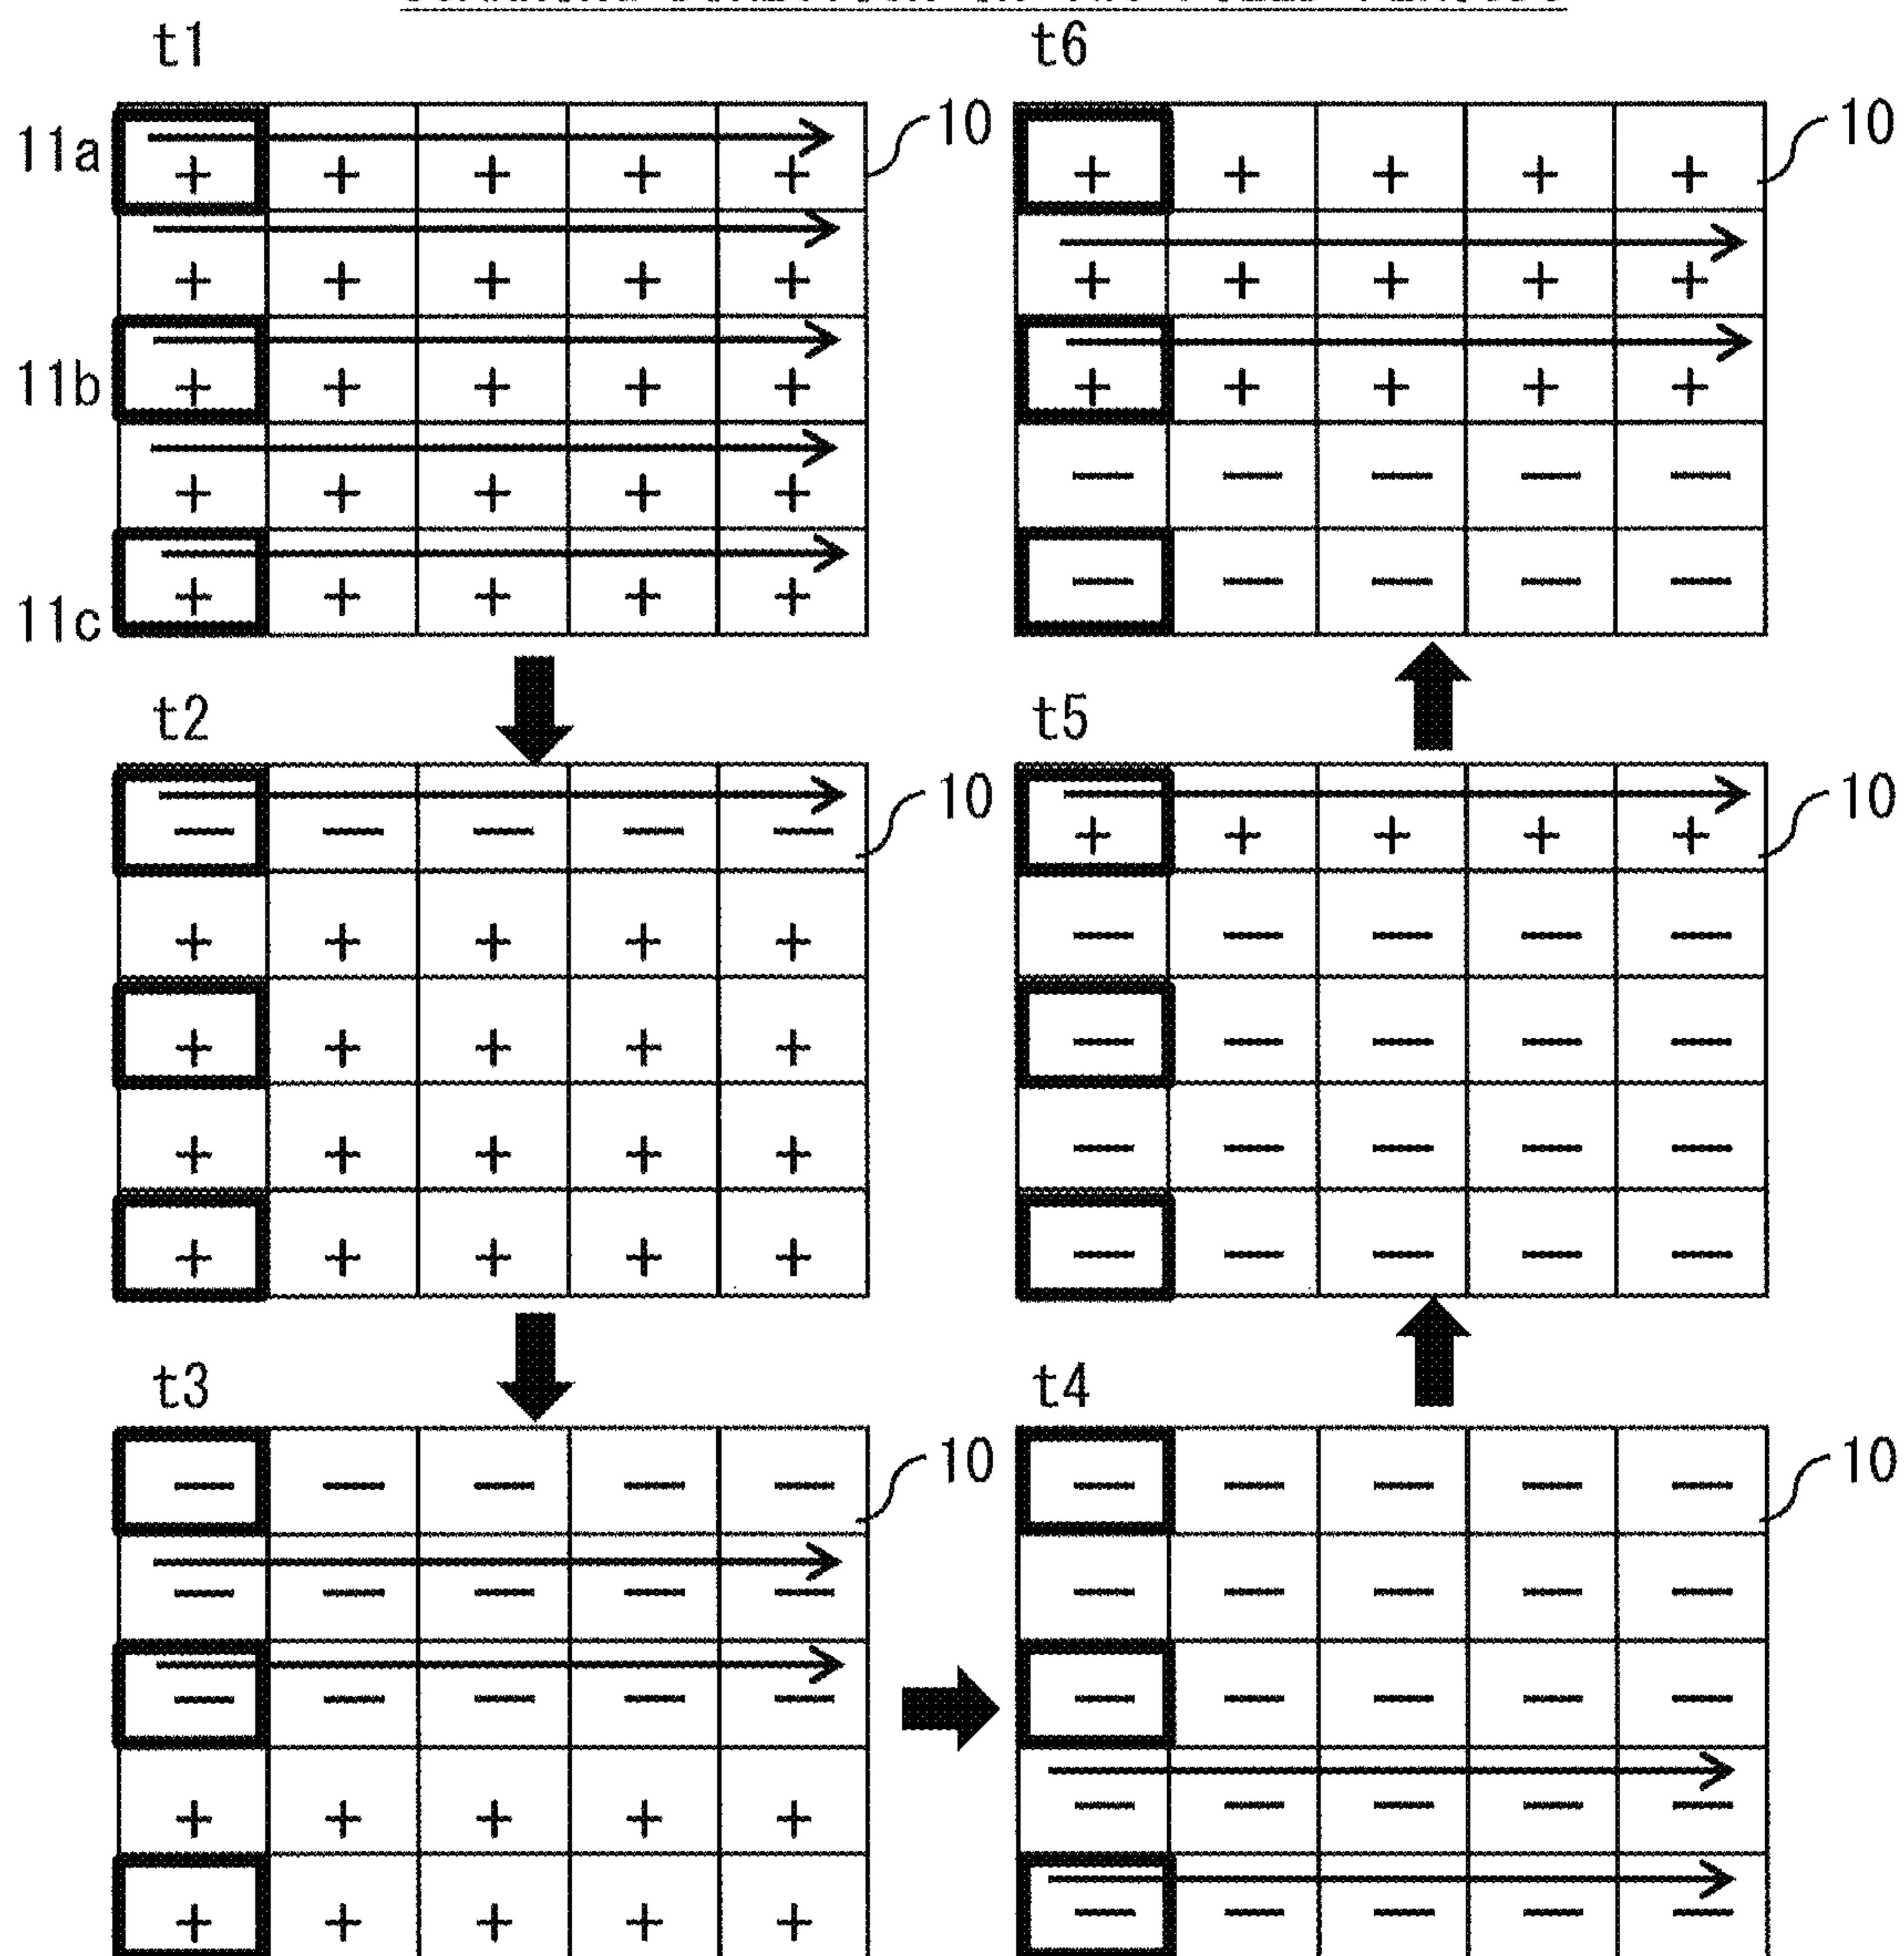 t1
10
11a + + + + +
+ + + + +
11b + + + + +
+ + + + +
11c + + + + +
t2
10
— — — — —
+ + + + +
+ + + + +
+ + + + +
+ + + + +
t3
10
— — — — —
— — — — —
— — — — —
+ + + + +
+ + + + +
t4
10
— — — — —
— — — — —
— — — — —
— — — — —
— — — — —
t5
10
+ + + + +
— — — — —
— — — — —
— — — — —
— — — — —
t6
10
+ + + + +
+ + + + +
+ + + + +
— — — — —
— — — — —